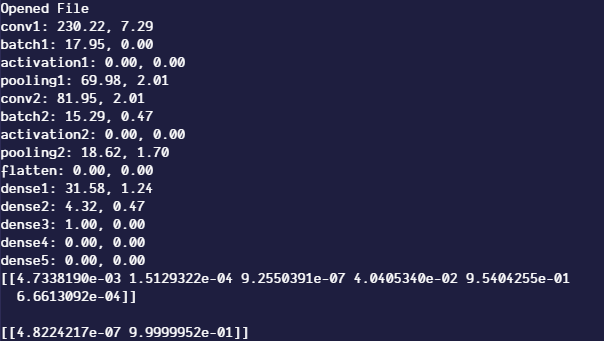 Opened File
conv1: 230.22, 7.29
batch1: 17.95, 0.00
activation1: 0.00, 0.00
pooling1: 69.98, 2.01
conv2: 81.95, 2.01
batch2: 15.29, 0.47
activation2: 0.00, 0.00
pooling2: 18.62, 1.70
flatten: 0.00, 0.00
dense1: 31.58, 1.24
dense2: 4.32, 0.47
dense3: 1.00, 0.00
dense4: 0.00, 0.00
dense5: 0.00, 0.00
[[4.7338190e-03 1.5129322e-04 9.2550391e-07 4.0405340e-02 9.5404255e-01
6.6613092e-04]]
[[4.8224217e-07 9.9999952e-01]]